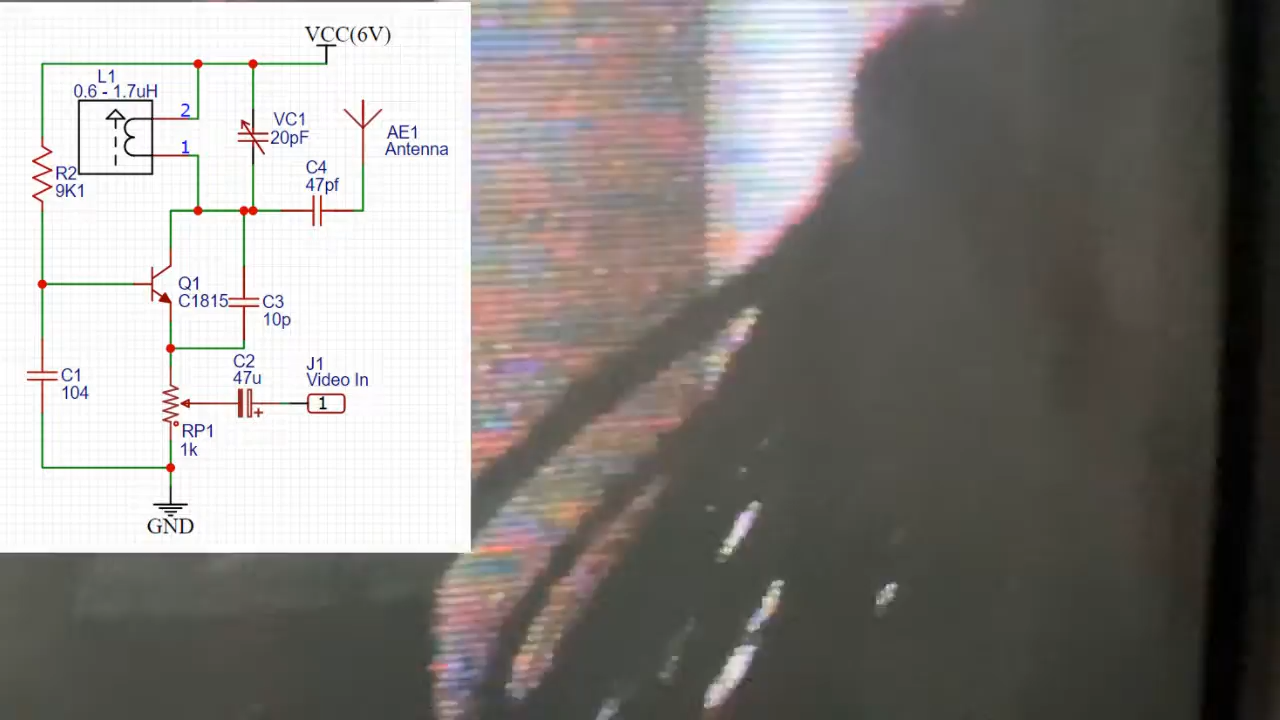 VCC(6V)
L1
0.6 - 1.7uH
2
1
VC1
20pF
AE1
Antenna
C4
47pf
R2
9K1
Q1
C1815
C3
10p
C1
104
C2
47u
J1
Video In
1
+
RP1
1k
GND